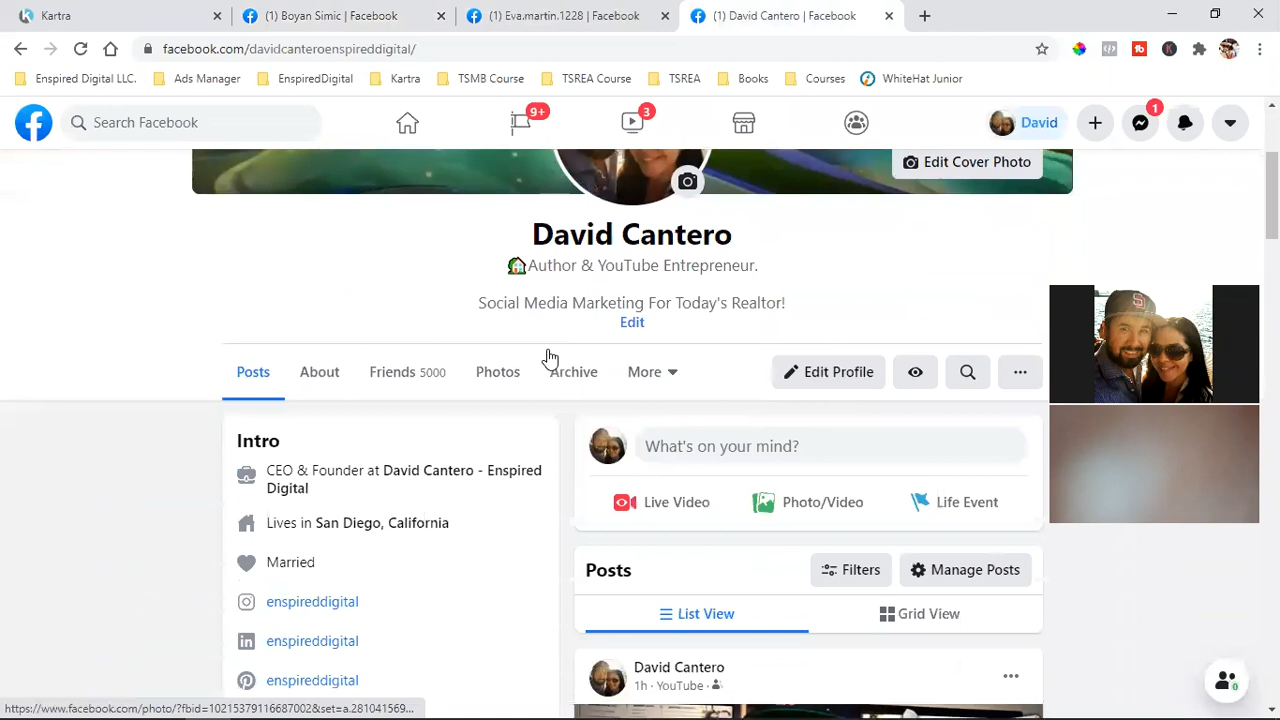 Kartra
(1) Boyan Simic | Facebook
(1) Eva.martin.1228 | Facebook
(1) David Cantero | Facebook
facebook.com/davidcanteroenspireddigital/
Enspired Digital LLC. Ads Manager EnspiredDigital Kartra TSMB Course TSREA Course TSREA Books Courses WhiteHat Junior
Search Facebook
9+
3
David
1
Edit Cover Photo
David Cantero
Author & YouTube Entrepreneur.
Social Media Marketing For Today's Realtor!
Edit
Posts About Friends 5000 Photos Archive More Edit Profile
Intro
CEO & Founder at David Cantero - Enspired
Digital
Lives in San Diego, California
Married
enspireddigital
enspireddigital
enspireddigital
What's on your mind?
Live Video Photo/Video Life Event
Posts Filters Manage Posts
List View Grid View
David Cantero
1h · YouTube ·
0
https://www.facebook.com/photo/?fbid=10215379116687002&set=a.281041569...